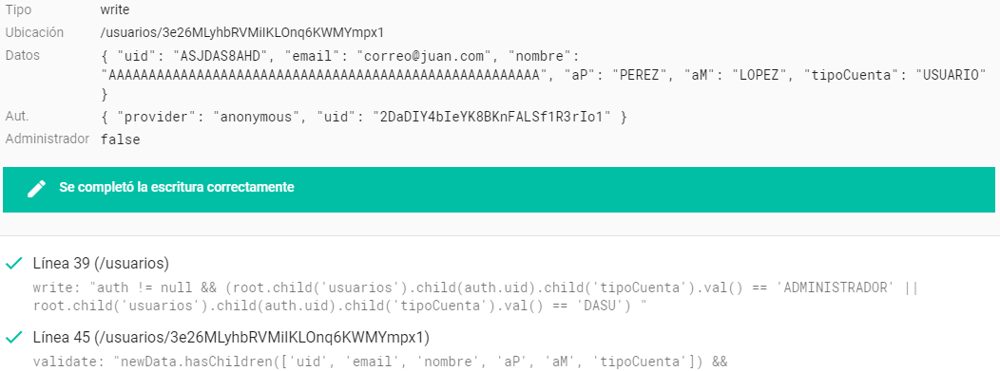 Tipo write
Ubicación /usuarios/3e26MLyhbRVMiIKLOnq6KWMYmpx1
Datos { "uid": "ASJDAS8AHD", "email": "correo@juan.com", "nombre":
"AAAAAAAAAAAAAAAAAAAAAAAAAAAAAAAAAAAAAAAAAAAAAAAAAAAAAA", "aP": "PEREZ", "aM": "LOPEZ", "tipoCuenta": "USUARIO"
}
Aut. { "provider": "anonymous", "uid": "2DaDIY4bIeYK8BKnFALSf1R3rIo1" }
Administrador false
Se completó la escritura correctamente
Línea 39 (/usuarios)
write: "auth != null && (root.child('usuarios').child(auth.uid).child('tipoCuenta').val() == 'ADMINISTRADOR' ||
root.child('usuarios').child(auth.uid).child('tipoCuenta').val() == 'DASU') "
Línea 45 (/usuarios/3e26MLyhbRVMiIKLOnq6KWMYmpx1)
validate: "newData.hasChildren(['uid', 'email', 'nombre', 'aP', 'aM', 'tipoCuenta']) &&